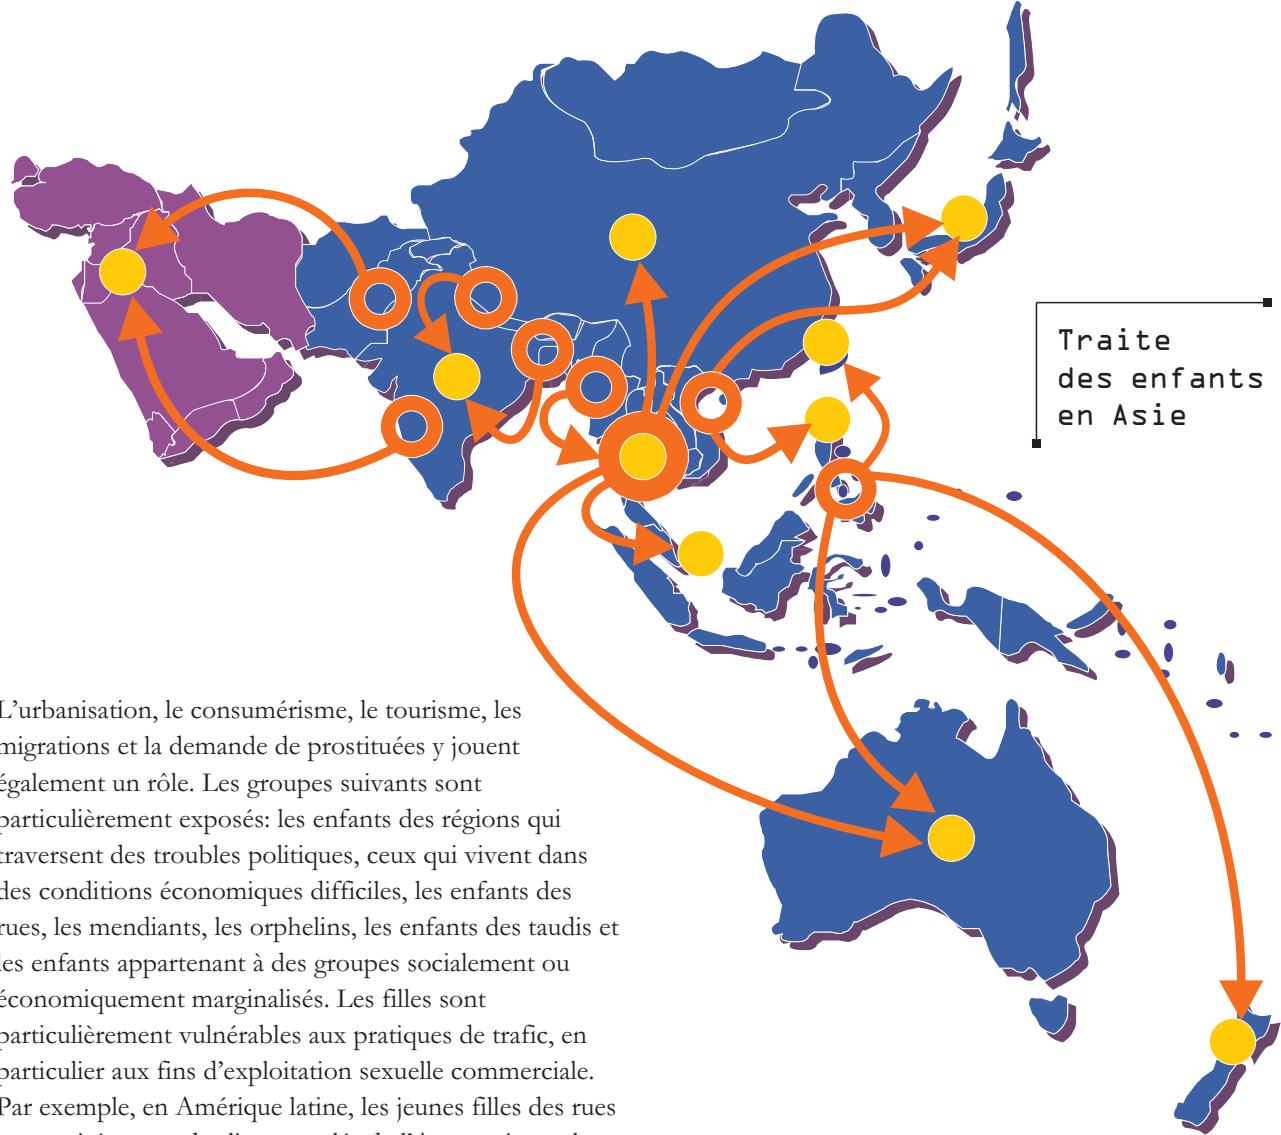 Traite
des enfants
en Asie
L’urbanisation, le consumérisme, le tourisme, les
migrations et la demande de prostituées y jouent
également un rôle. Les groupes suivants sont
particulièrement exposés: les enfants des régions qui
traversent des troubles politiques, ceux qui vivent dans
des conditions économiques difficiles, les enfants des
rues, les mendiants, les orphelins, les enfants des taudis et
les enfants appartenant à des groupes socialement ou
économiquement marginalisés. Les filles sont
particulièrement vulnérables aux pratiques de trafic, en
particulier aux fins d’exploitation sexuelle commerciale.
Par exemple, en Amérique latine, les jeunes filles des rues